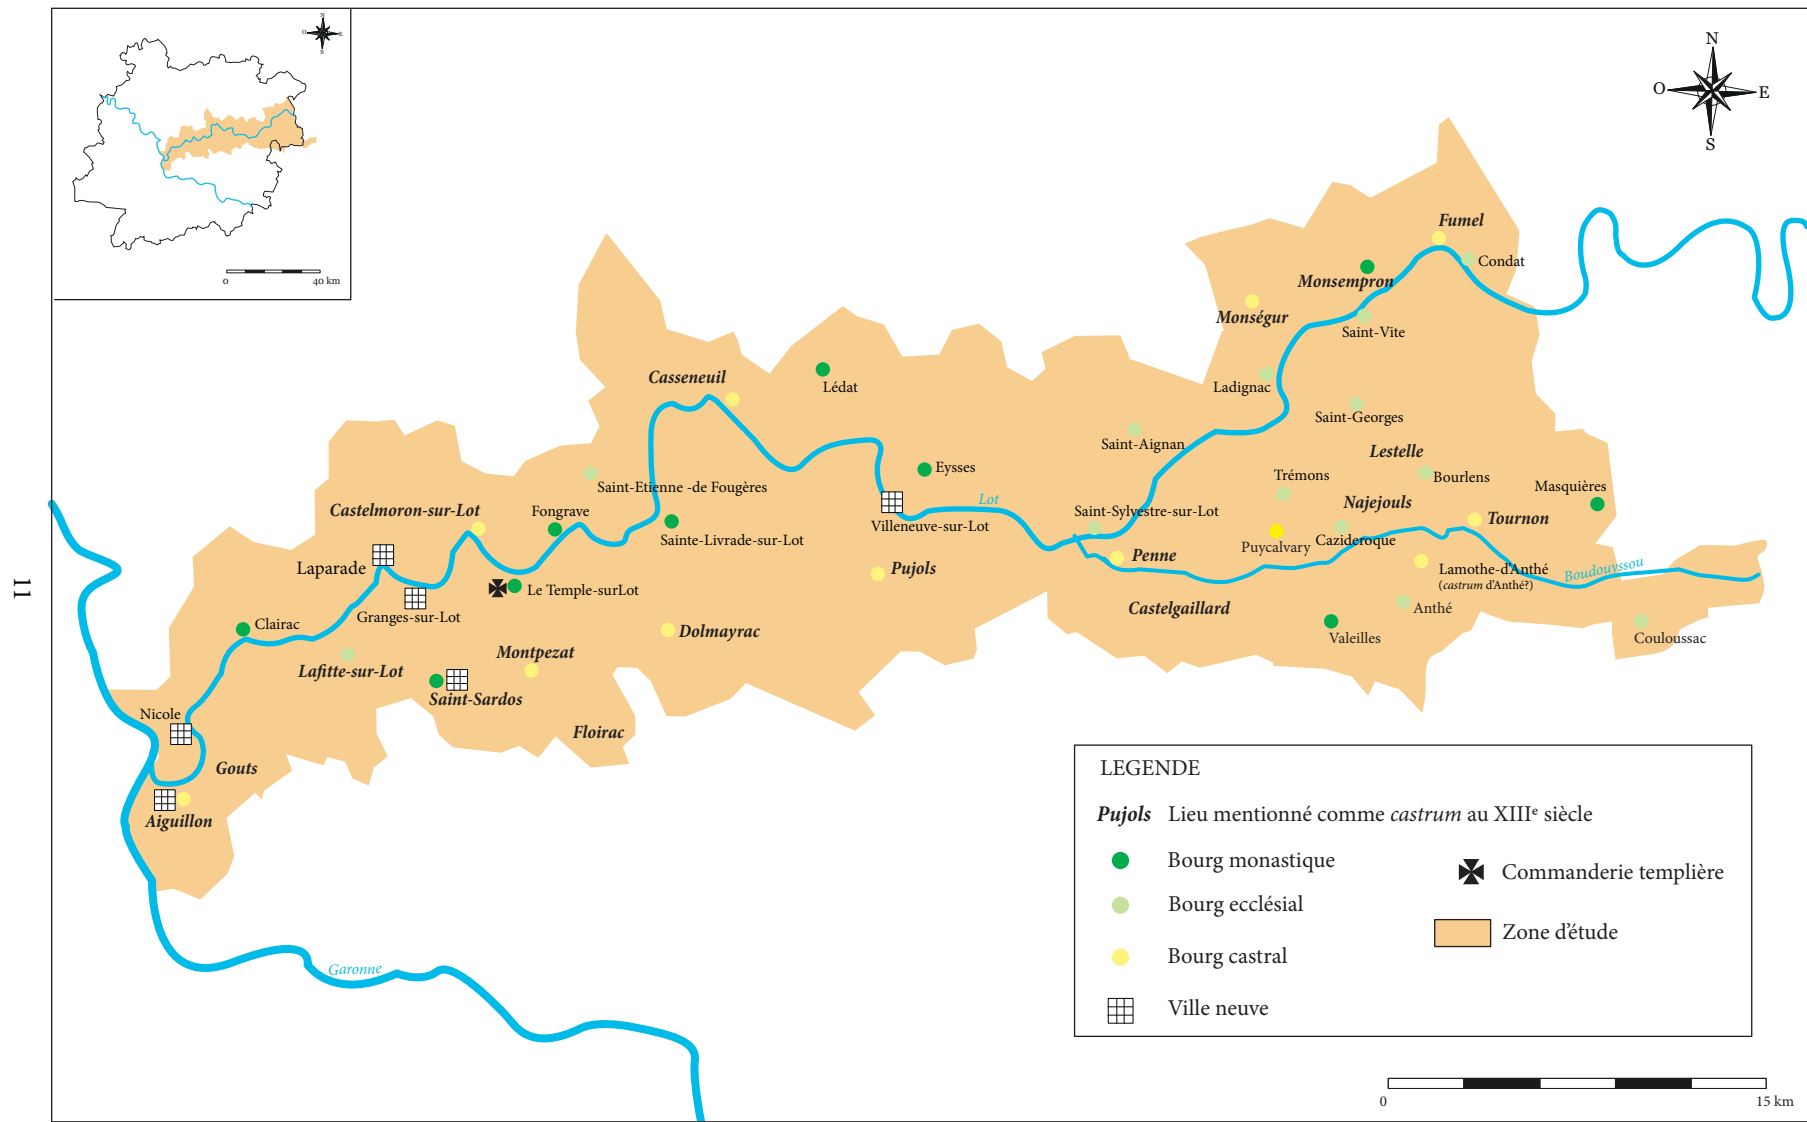 N
O
E
S
0
40 km
N
O
E
S
Fumel
Condat
Monsempron
Monségur
Saint-Vite
Casseneuil
Lédat
Ladignac
Saint-Georges
Saint-Aignan
Lestelle
Eysses
Trémons
Bourlens
Masquières
Saint-Etienne -de Fougères
Castelmoron-sur-Lot
Fongrave
Lot
Najejouls
Saint-Sylvestre-sur-Lot
Tournon
Villeneuve-sur-Lot
Sainte-Livrade-sur-Lot
Cazideroque
Puycalvary
Penne
Laparade
Pujols
Lamothe-d'Anthé
(castrum d'Anthé?)
Boudouyssou
Le Temple-surLot
Granges-sur-Lot
Castelgaillard
Anthé
Clairac
Dolmayrac
Valeilles
Couloussac
Montpezat
Lafitte-sur-Lot
Saint-Sardos
Nicole
Floirac
Gouts
Aiguillon
Garonne
LEGENDE
Pujols Lieu mentionné comme castrum au XIIIe siècle
Bourg monastique
Commanderie templière
Bourg ecclésial
Zone d'étude
Bourg castral
Ville neuve
0
15 km
11